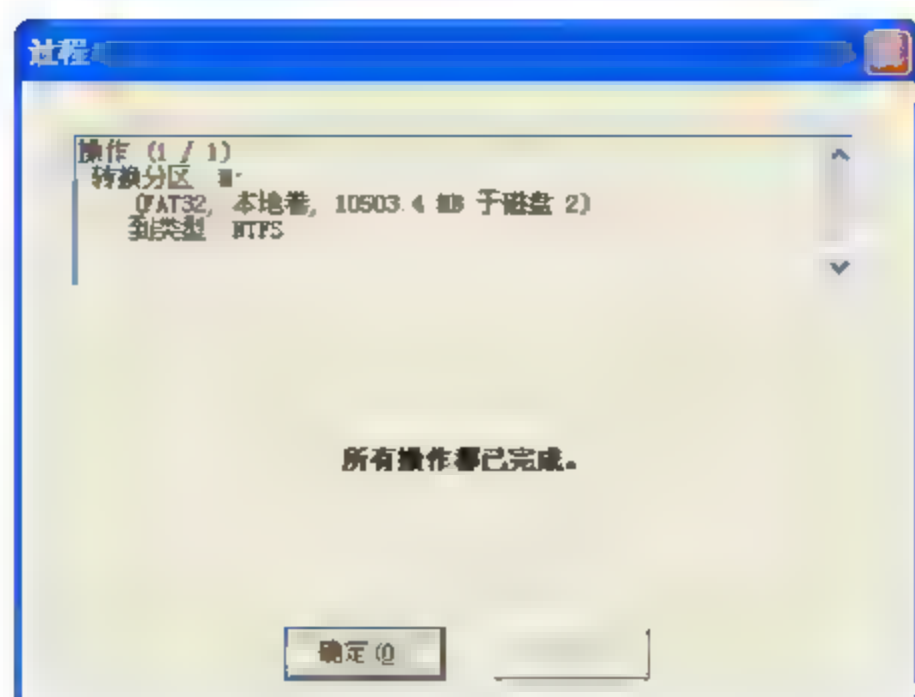 过程
操作 (1 / 1)
转换分区
(FAT32, 本地卷, 10503.4 MB 于磁盘 2)
到类型 NTFS
所有操作都已完成。
确定(O